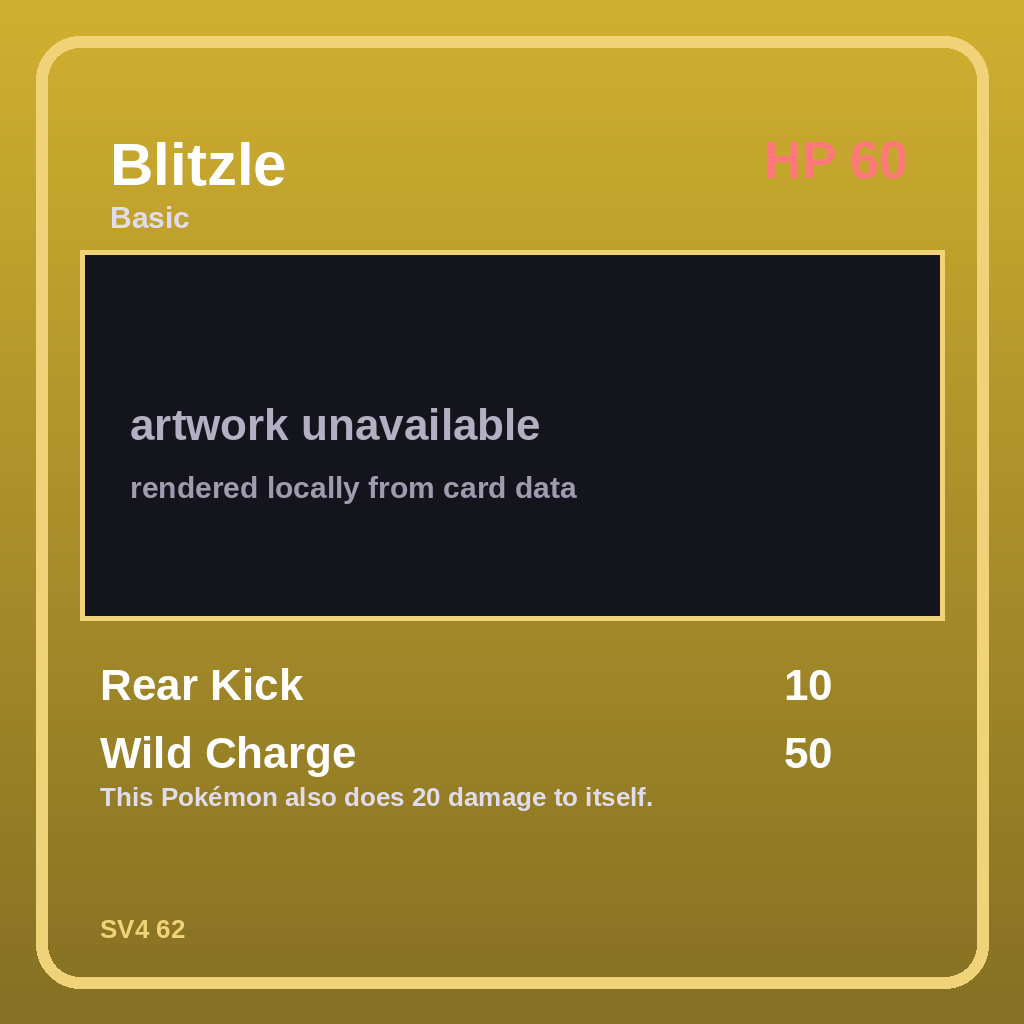 Blitzle
HP 60
Basic
artwork unavailable
rendered locally from card data
Rear Kick 10
Wild Charge 50
This Pokémon also does 20 damage to itself.
SV4 62